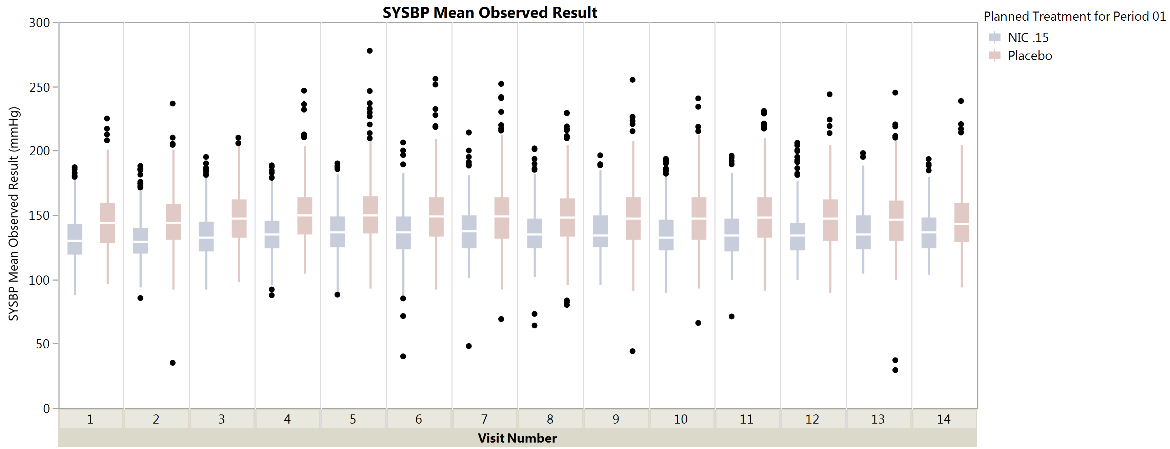 SYSBP Mean Observed Result
Planned Treatment for Period 01
NIC .15
Placebo
SYSBP Mean Observed Result (mmHg)
300
250
200
150
100
50
0
1 2 3 4 5 6 7 8 9 10 11 12 13 14
Visit Number